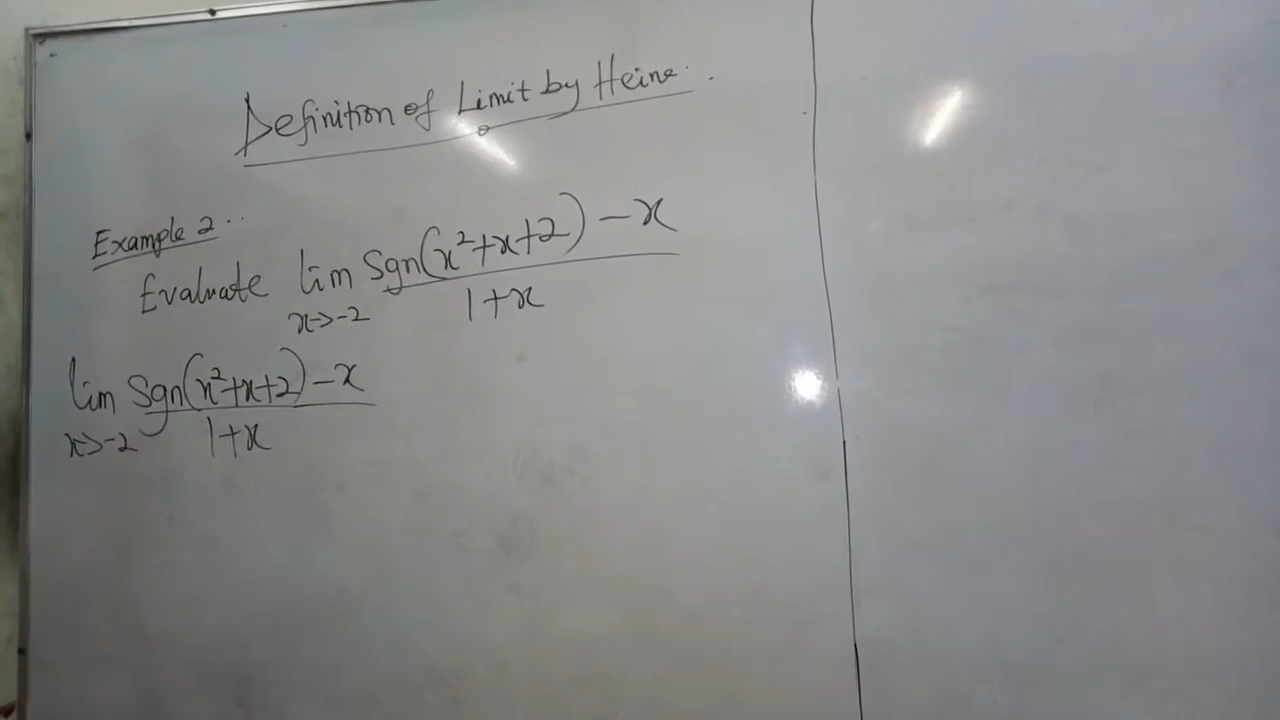 Definition of Limit by Heine.
Example 2..
Evaluate lim Sgn(x²+x+2) -x
x->-2 1+x
lim Sgn(x²+x+2) -x
x->-2 1+x